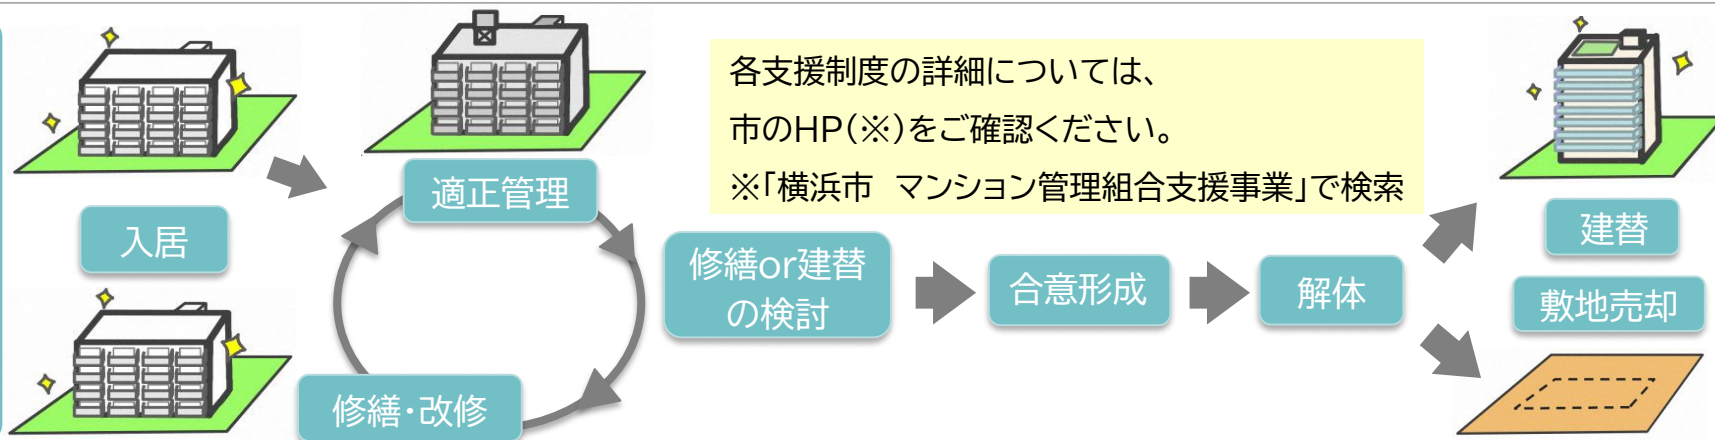 各支援制度の詳細については、
市のHP(※)をご確認ください。
※「横浜市　マンション管理組合支援事業」で検索
入居
適正管理
修繕・改修
修繕or建替
の検討
合意形成
解体
建替
敷地売却